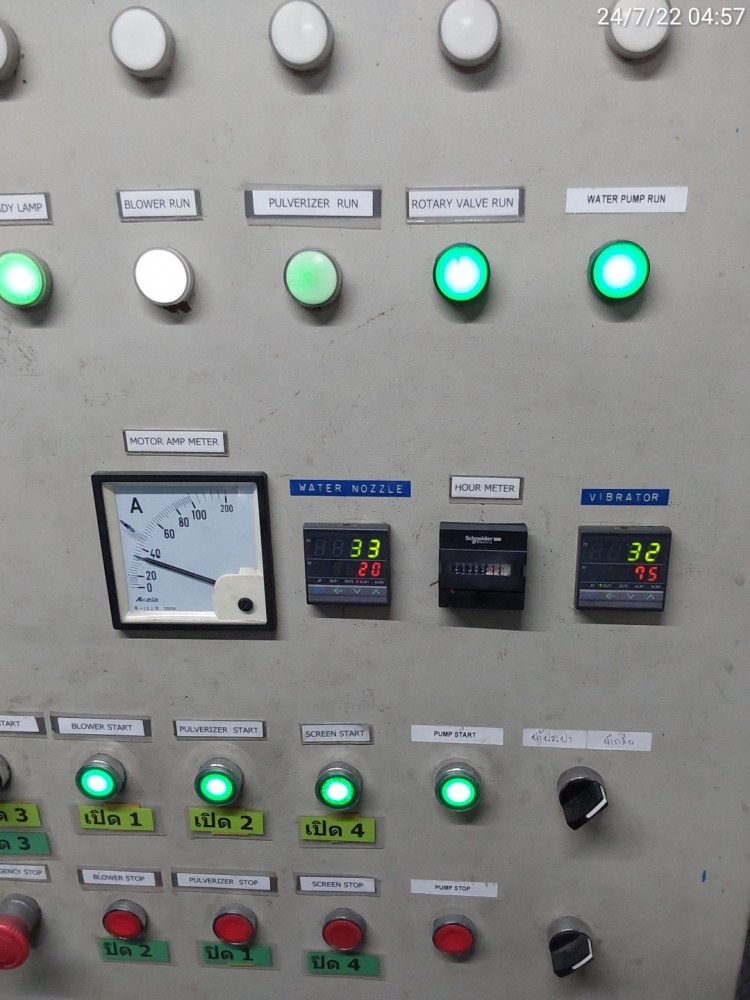 24/7/22 04:57
DY LAMP
BLOWER RUN
PULVERIZER RUN
ROTARY VALVE RUN
WATER PUMP RUN
MOTOR AMP METER
WATER NOZZLE
HOUR METER
VIBRATOR
A
200
100
80
60
40
20
0
Akela
33
20
Schneider
32
75
START
BLOWER START
PULVERIZER START
SCREEN START
PUMP START
ด 3
เปิด 1
เปิด 2
เปิด 4
ด 3
GENCY STOP
BLOWER STOP
PULVERIZER STOP
SCREEN STOP
PUMP STOP
ปิด 2
ปิด 1
ปิด 4